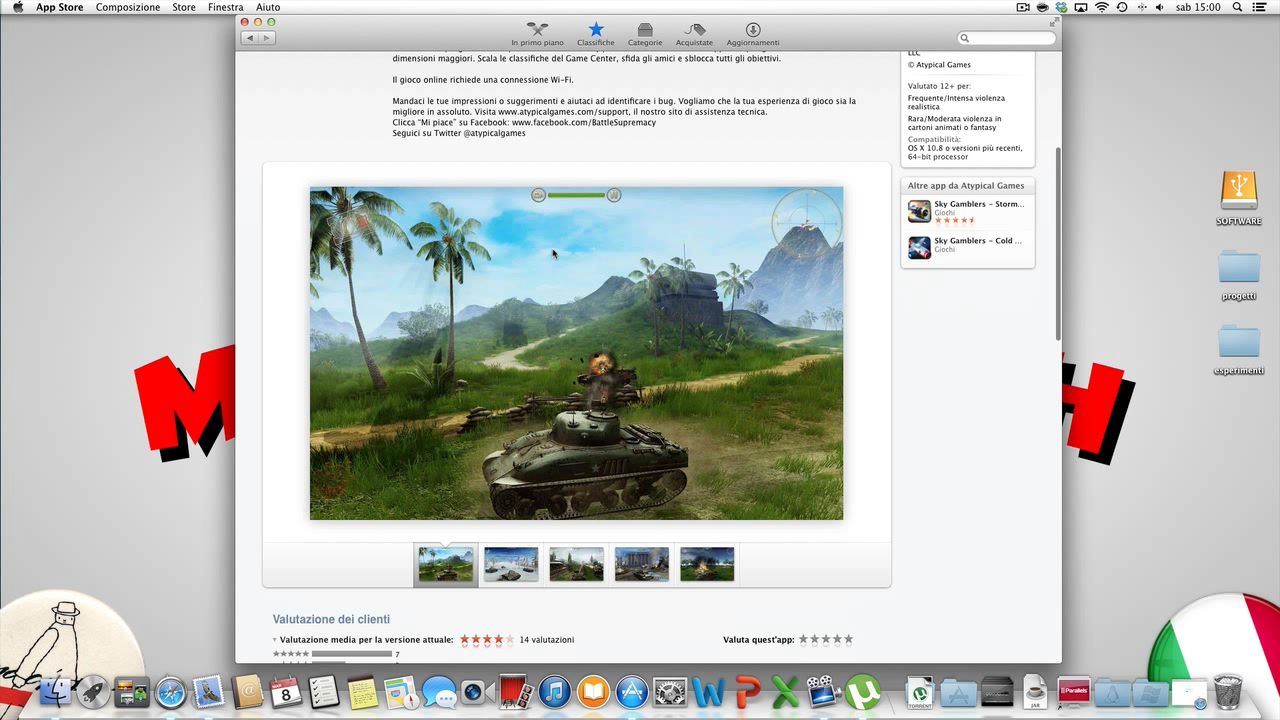 App Store Composizione Store Finestra Aiuto
sab 15:00
In primo piano
Classifiche
Categorie
Acquistate
Aggiornamenti
dimensioni maggiori. Scala le classifiche del Game Center, sfida gli amici e sblocca tutti gli obiettivi.
Il gioco online richiede una connessione Wi-Fi.
Mandaci le tue impressioni o suggerimenti e aiutaci ad identificare i bug. Vogliamo che la tua esperienza di gioco sia la
migliore in assoluto. Visita www.atypicalgames.com/support, il nostro sito di assistenza tecnica.
Clicca "Mi piace" su Facebook: www.facebook.com/BattleSupremacy
Seguici su Twitter @atypicalgames
LLC
© Atypical Games
Valutato 12+ per:
Frequente/Intensa violenza
realistica
Rara/Moderata violenza in
cartoni animati o fantasy
Compatibilità:
OS X 10.8 o versioni più recenti,
64-bit processor
Altre app da Atypical Games
Sky Gamblers - Storm...
Giochi
Sky Gamblers - Cold ...
Giochi
SOFTWARE
progetti
esperimenti
M
H
Valutazione dei clienti
Valutazione media per la versione attuale:
14 valutazioni
Valuta quest'app:
7
8
TORRENT
JAR
Parallels